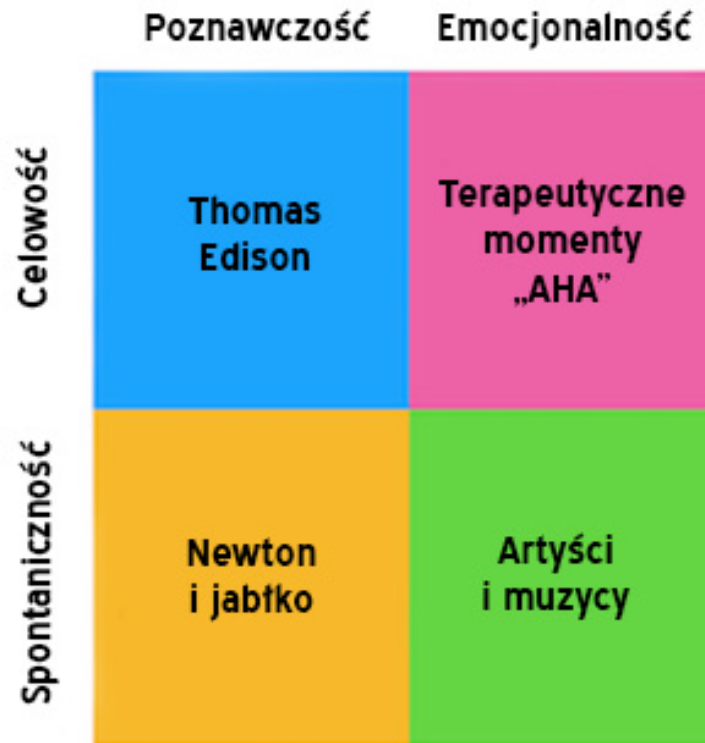 Poznawczość
Emocjonalność
Celowość
Thomas
Edison
Terapeutyczne
momenty
„AHA”
Spontaniczność
Newton
i jabłko
Artyści
i muzycy